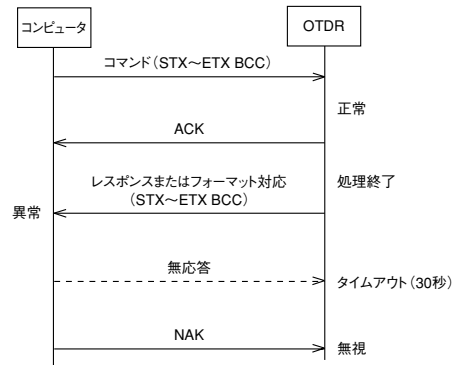 コンピュータ
OTDR
コマンド(STX～ETX BCC)
正常
ACK
レスポンスまたはフォーマット対応
(STX～ETX BCC)
処理終了
異常
無応答
タイムアウト(30秒)
NAK
無視